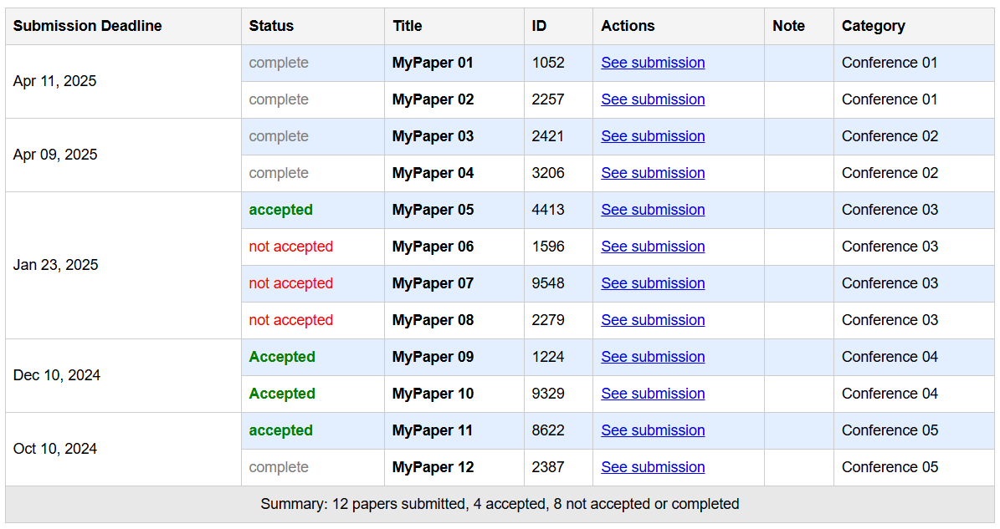 Submission Deadline Status Title ID Actions Note Category
Apr 11, 2025 complete MyPaper 01 1052 See submission Conference 01
complete MyPaper 02 2257 See submission Conference 01
Apr 09, 2025 complete MyPaper 03 2421 See submission Conference 02
complete MyPaper 04 3206 See submission Conference 02
Jan 23, 2025 accepted MyPaper 05 4413 See submission Conference 03
not accepted MyPaper 06 1596 See submission Conference 03
not accepted MyPaper 07 9548 See submission Conference 03
not accepted MyPaper 08 2279 See submission Conference 03
Dec 10, 2024 Accepted MyPaper 09 1224 See submission Conference 04
Accepted MyPaper 10 9329 See submission Conference 04
Oct 10, 2024 accepted MyPaper 11 8622 See submission Conference 05
complete MyPaper 12 2387 See submission Conference 05
Summary: 12 papers submitted, 4 accepted, 8 not accepted or completed